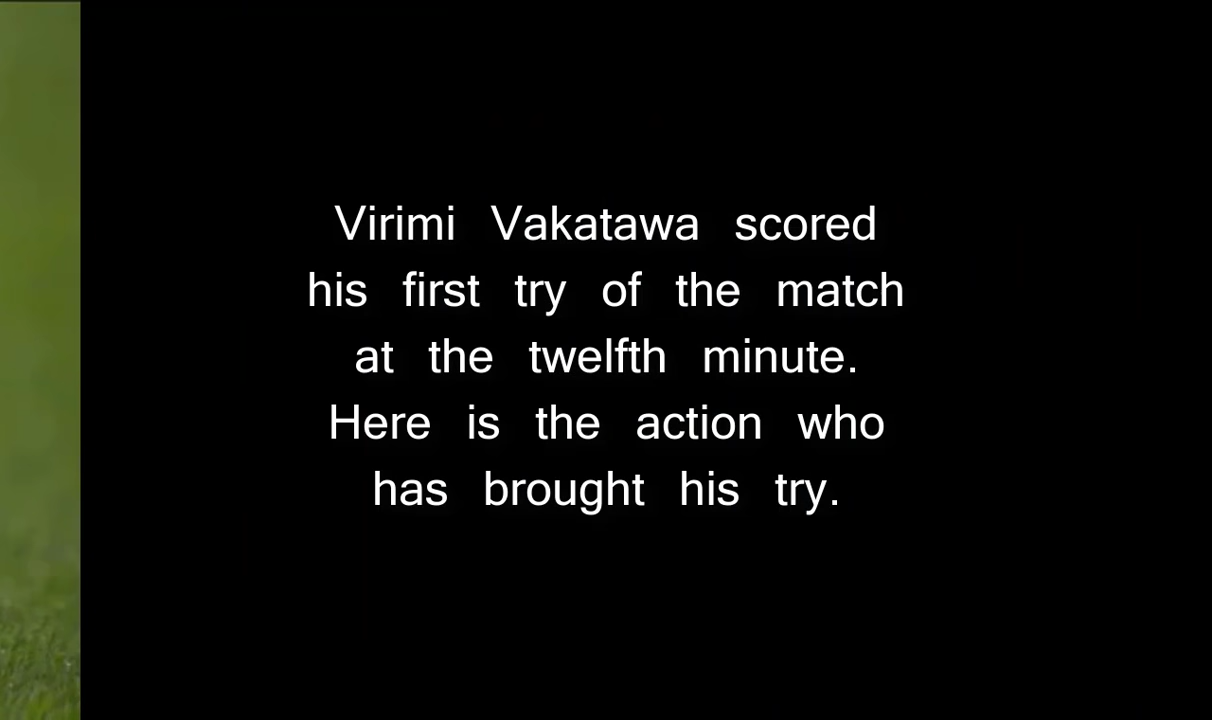 Virimi Vakatawa scored
his first try of the match
at the twelfth minute.
Here is the action who
has brought his try.